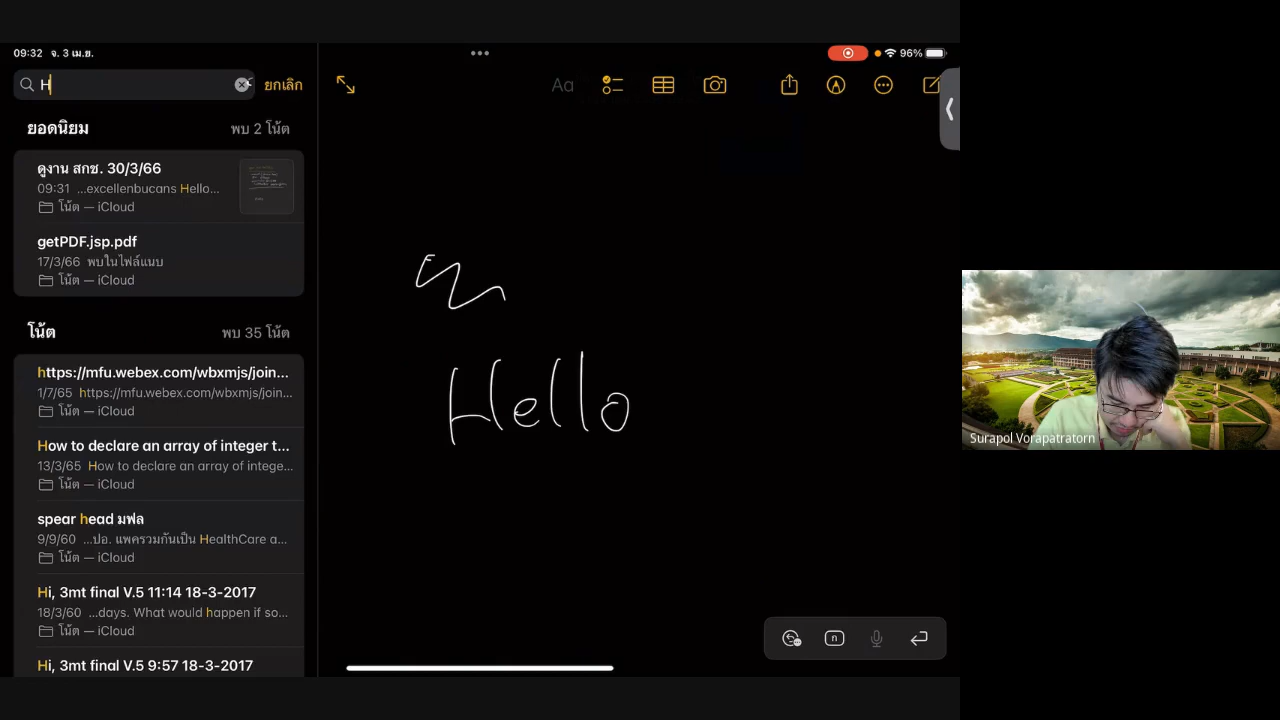 09:32 จ. 3 เม.ย.
96%
H
ยกเลิก
Aa
ยอดนิยม
พบ 2 โน้ต
ดูงาน สกช. 30/3/66
09:31 ...excellenbucans Hello...
โน้ต — iCloud
getPDF.jsp.pdf
17/3/66 พบในไฟล์แนบ
โน้ต — iCloud
โน้ต
พบ 35 โน้ต
https://mfu.webex.com/wbxmjs/join...
1/7/65 https://mfu.webex.com/wbxmjs/join...
โน้ต — iCloud
How to declare an array of integer t...
13/3/65 How to declare an array of intege...
โน้ต — iCloud
spear head มฟล
9/9/60 ...ปอ. แพครวมกันเป็น HealthCare a...
โน้ต — iCloud
Hi, 3mt final V.5 11:14 18-3-2017
18/3/60 ...days. What would happen if so...
โน้ต — iCloud
Hi, 3mt final V.5 9:57 18-3-2017
Hello
ก
Surapol Vorapatratorn